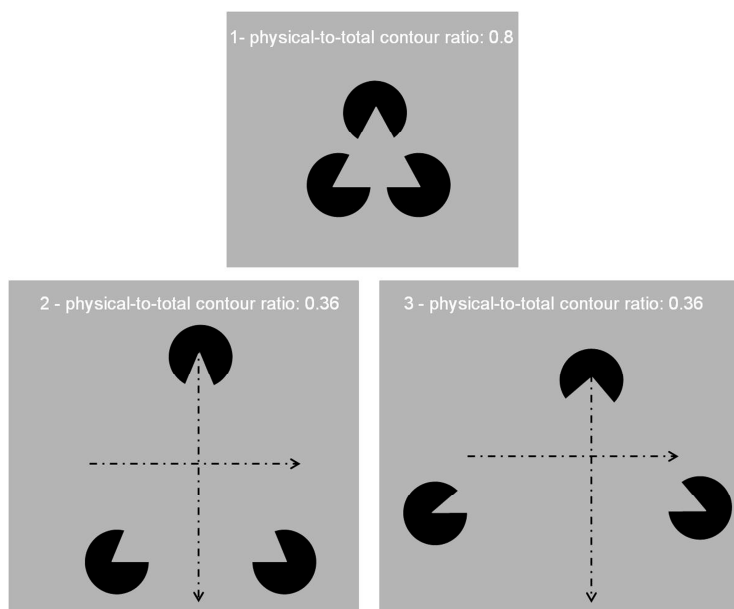 1- physical-to-total contour ratio: 0.8
2 - physical-to-total contour ratio: 0.36
3 - physical-to-total contour ratio: 0.36